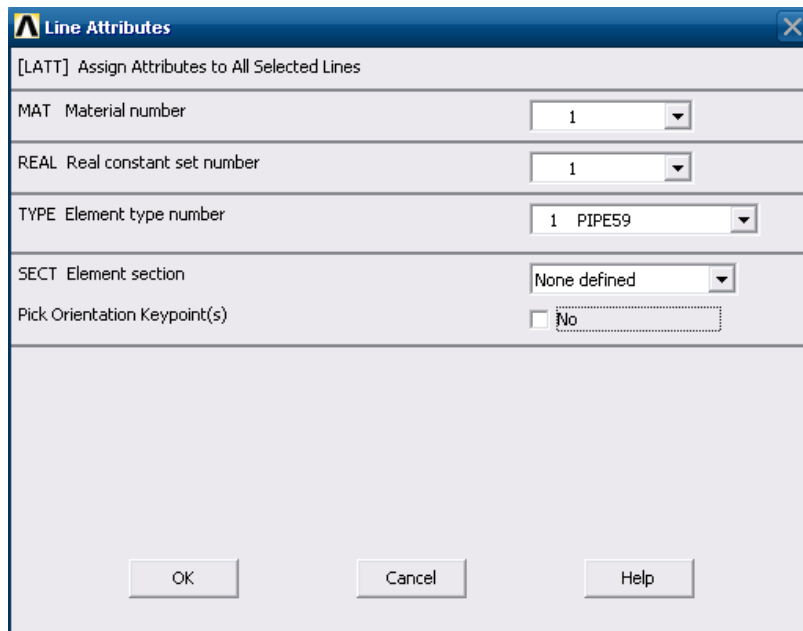 Line Attributes
[LATT] Assign Attributes to All Selected Lines
MAT Material number 1
REAL Real constant set number 1
TYPE Element type number 1 PIPE59
SECT Element section None defined
Pick Orientation Keypoint(s) No
OK Cancel Help